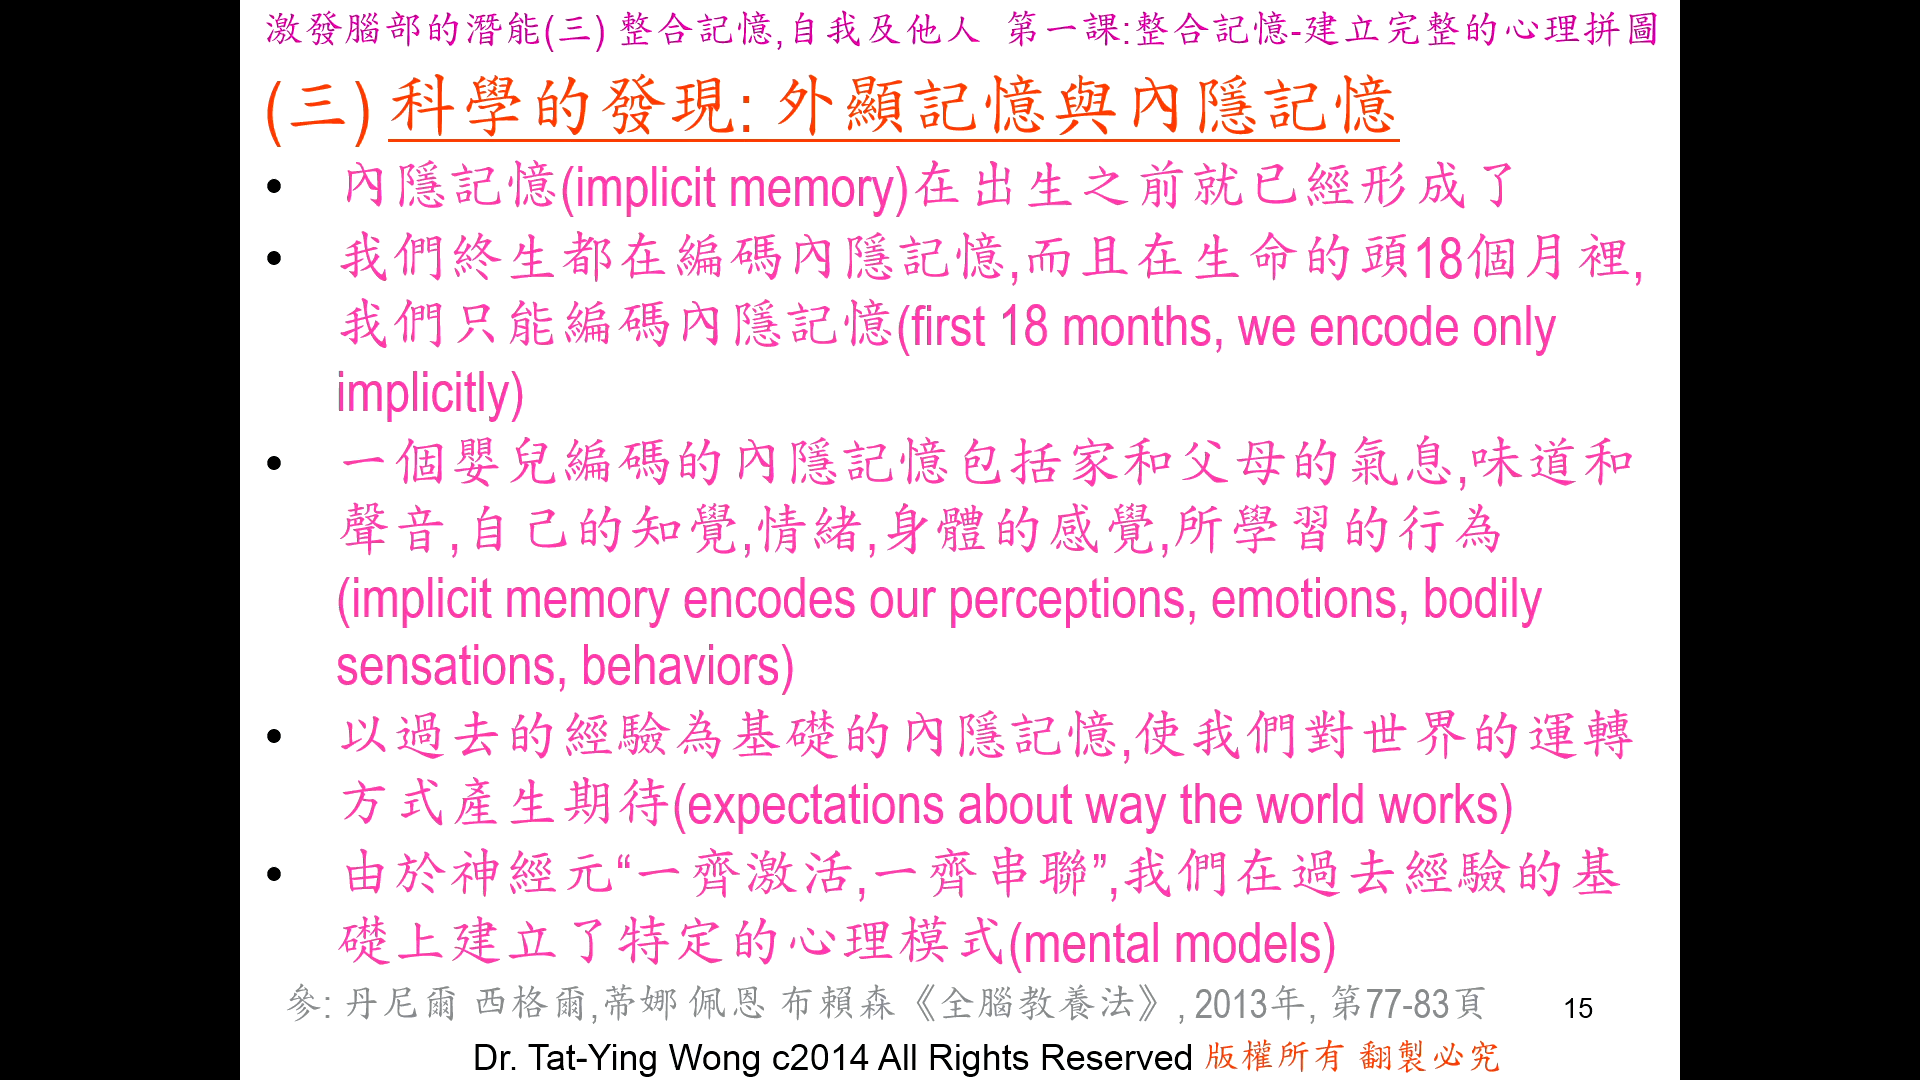 激發腦部的潛能(三) 整合記憶,自我及他人 第一課:整合記憶-建立完整的心理拼圖
(三) 科學的發現: 外顯記憶與內隱記憶
• 內隱記憶(implicit memory)在出生之前就已經形成了
• 我們終生都在編碼內隱記憶,而且在生命的頭18個月裡,
我們只能編碼內隱記憶(first 18 months, we encode only
implicitly)
• 一個嬰兒編碼的內隱記憶包括家和父母的氣息,味道和
聲音,自己的知覺,情緒,身體的感覺,所學習的行為
(implicit memory encodes our perceptions, emotions, bodily
sensations, behaviors)
• 以過去的經驗為基礎的內隱記憶,使我們對世界的運轉
方式產生期待(expectations about way the world works)
• 由於神經元“一齊激活,一齊串聯”,我們在過去經驗的基
礎上建立了特定的心理模式(mental models)
參: 丹尼爾 西格爾,蒂娜 佩恩 布賴森《全腦教養法》, 2013年, 第77-83頁
15
Dr. Tat-Ying Wong c2014 All Rights Reserved 版權所有 翻製必究